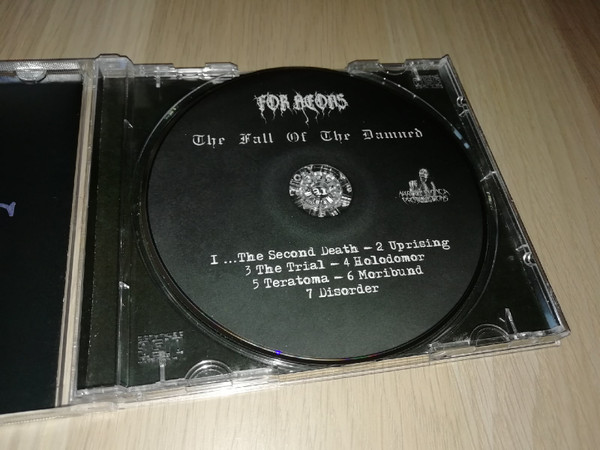 FOR AEONS
The Fall Of The Damned
I ...The Second Death - 2 Uprising
3 The Trial - 4 Holodomor
5 Teratoma - 6 Moribund
7 Disorder